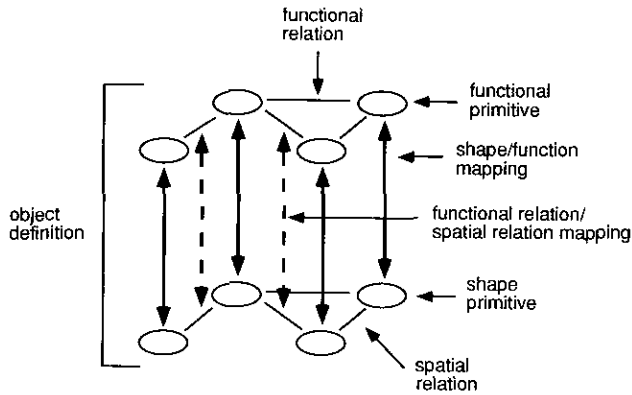 functional
relation
functional
primitive
shape/function
mapping
object
definition
functional relation/
spatial relation mapping
shape
primitive
spatial
relation